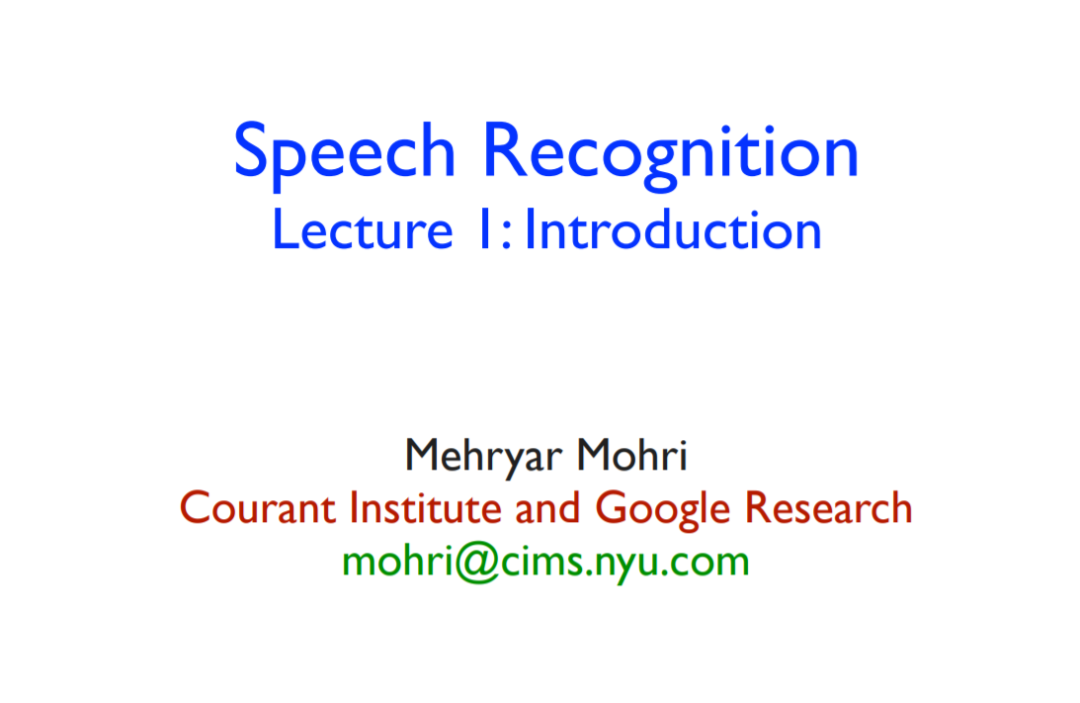 Speech Recognition
Lecture 1: Introduction
Mehryar Mohri
Courant Institute and Google Research
mohri@cims.nyu.com